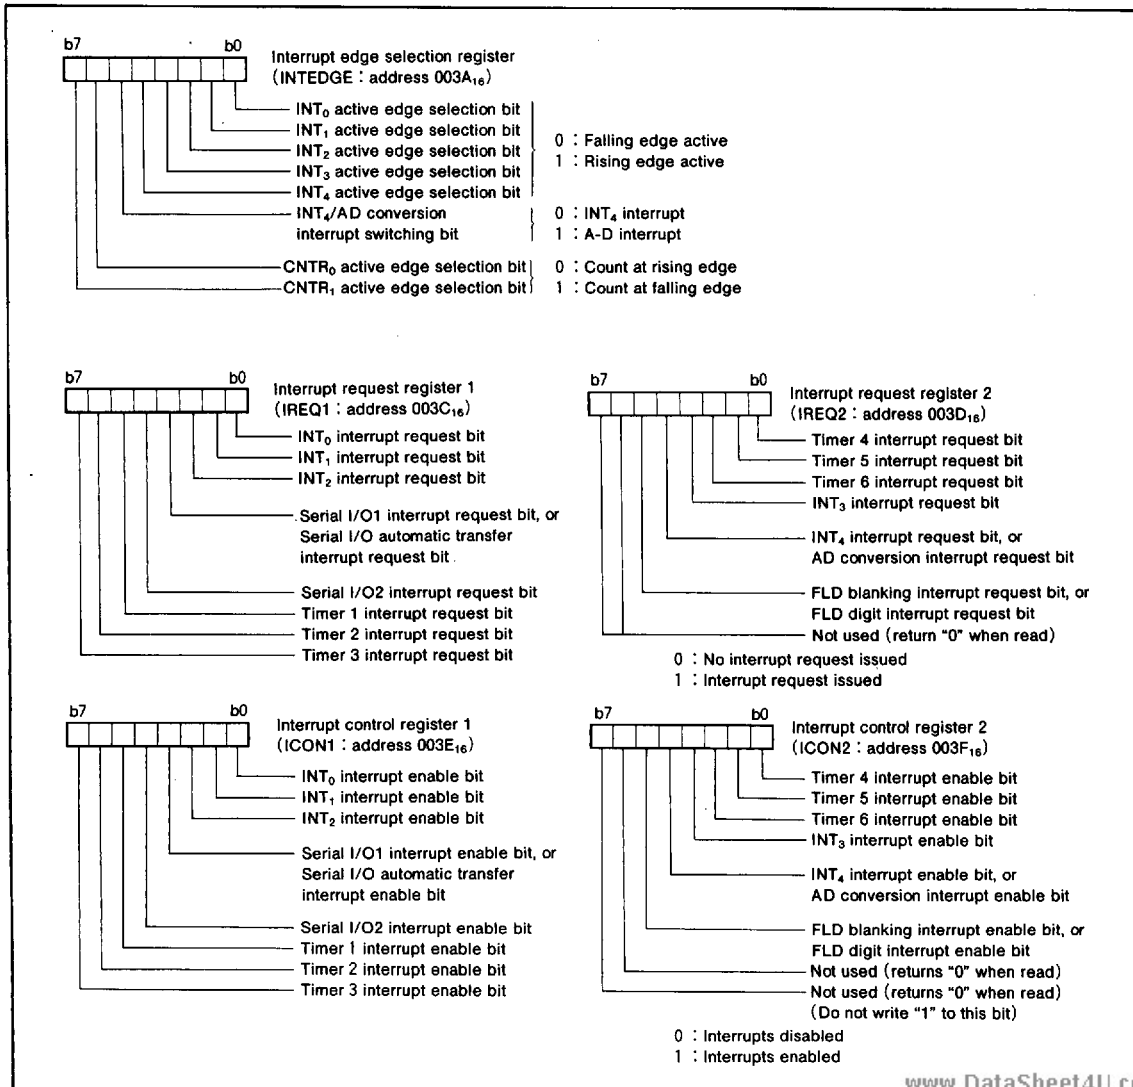 b7 b0
Interrupt edge selection register
(INTEDGE : address 003A₁₆)
INT₀ active edge selection bit
INT₁ active edge selection bit
INT₂ active edge selection bit
INT₃ active edge selection bit
INT₄ active edge selection bit
0 : Falling edge active
1 : Rising edge active
INT₄/AD conversion
interrupt switching bit
0 : INT₄ interrupt
1 : A-D interrupt
CNTR₀ active edge selection bit
CNTR₁ active edge selection bit
0 : Count at rising edge
1 : Count at falling edge
b7 b0
Interrupt request register 1
(IREQ1 : address 003C₁₆)
INT₀ interrupt request bit
INT₁ interrupt request bit
INT₂ interrupt request bit
Serial I/O1 interrupt request bit, or
Serial I/O automatic transfer
interrupt request bit
Serial I/O2 interrupt request bit
Timer 1 interrupt request bit
Timer 2 interrupt request bit
Timer 3 interrupt request bit
b7 b0
Interrupt request register 2
(IREQ2 : address 003D₁₆)
Timer 4 interrupt request bit
Timer 5 interrupt request bit
Timer 6 interrupt request bit
INT₃ interrupt request bit
INT₄ interrupt request bit, or
AD conversion interrupt request bit
FLD blanking interrupt request bit, or
FLD digit interrupt request bit
Not used (return "0" when read)
0 : No interrupt request issued
1 : Interrupt request issued
b7 b0
Interrupt control register 1
(ICON1 : address 003E₁₆)
INT₀ interrupt enable bit
INT₁ interrupt enable bit
INT₂ interrupt enable bit
Serial I/O1 interrupt enable bit, or
Serial I/O automatic transfer
interrupt enable bit
Serial I/O2 interrupt enable bit
Timer 1 interrupt enable bit
Timer 2 interrupt enable bit
Timer 3 interrupt enable bit
b7 b0
Interrupt control register 2
(ICON2 : address 003F₁₆)
Timer 4 interrupt enable bit
Timer 5 interrupt enable bit
Timer 6 interrupt enable bit
INT₃ interrupt enable bit
INT₄ interrupt enable bit, or
AD conversion interrupt enable bit
FLD blanking interrupt enable bit, or
FLD digit interrupt enable bit
Not used (returns "0" when read)
Not used (returns "0" when read)
(Do not write "1" to this bit)
0 : Interrupts disabled
1 : Interrupts enabled
www.DataSheet4U.c